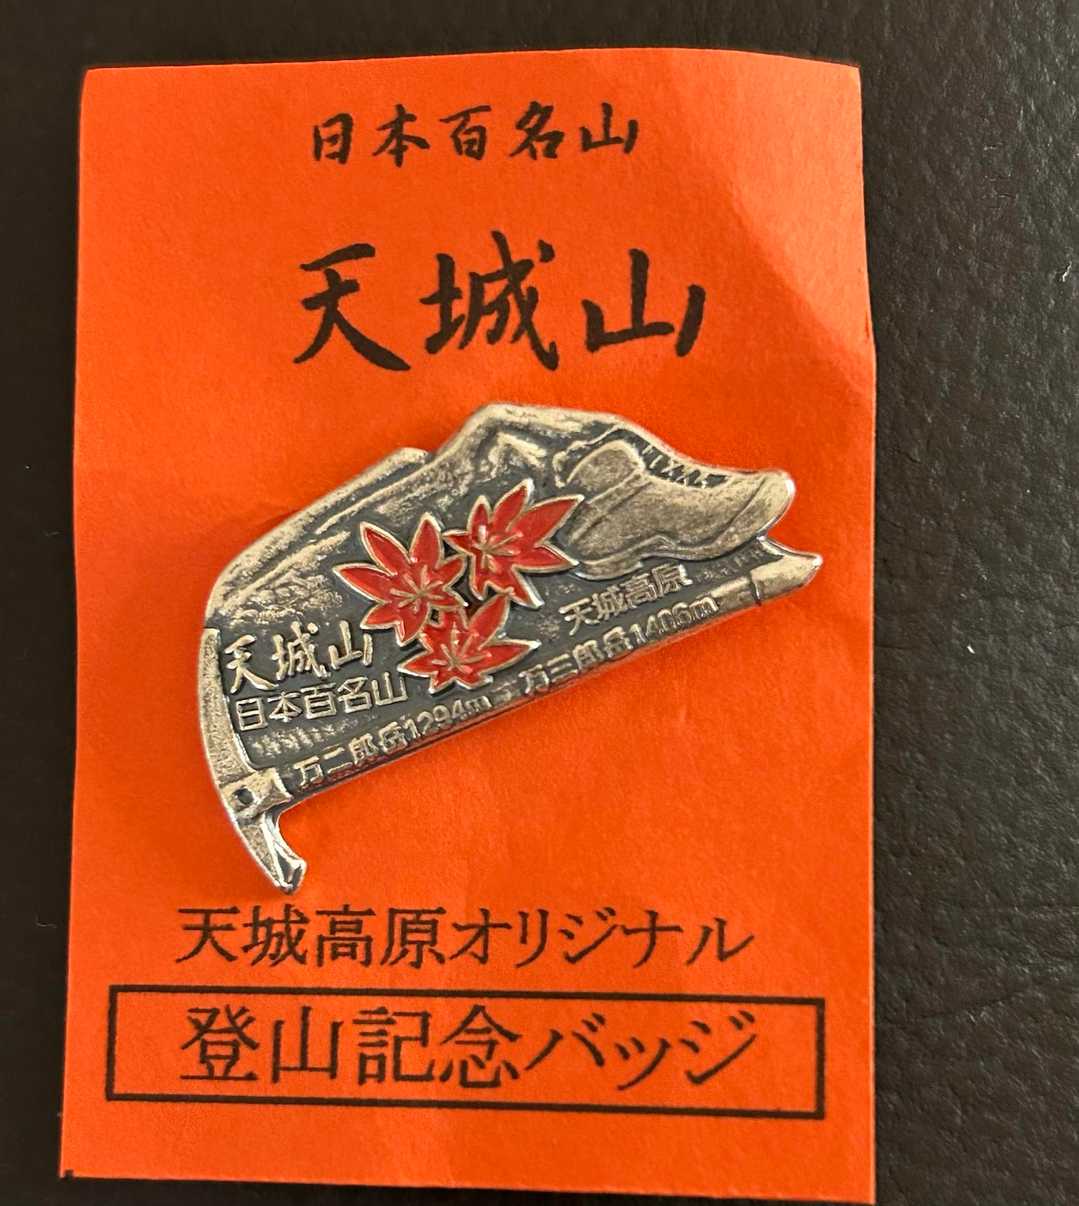 日本百名山
天城山
天城山
日本百名山
万二郎岳1294m
天城高原
万三郎岳1406m
天城高原オリジナル
登山記念バッジ